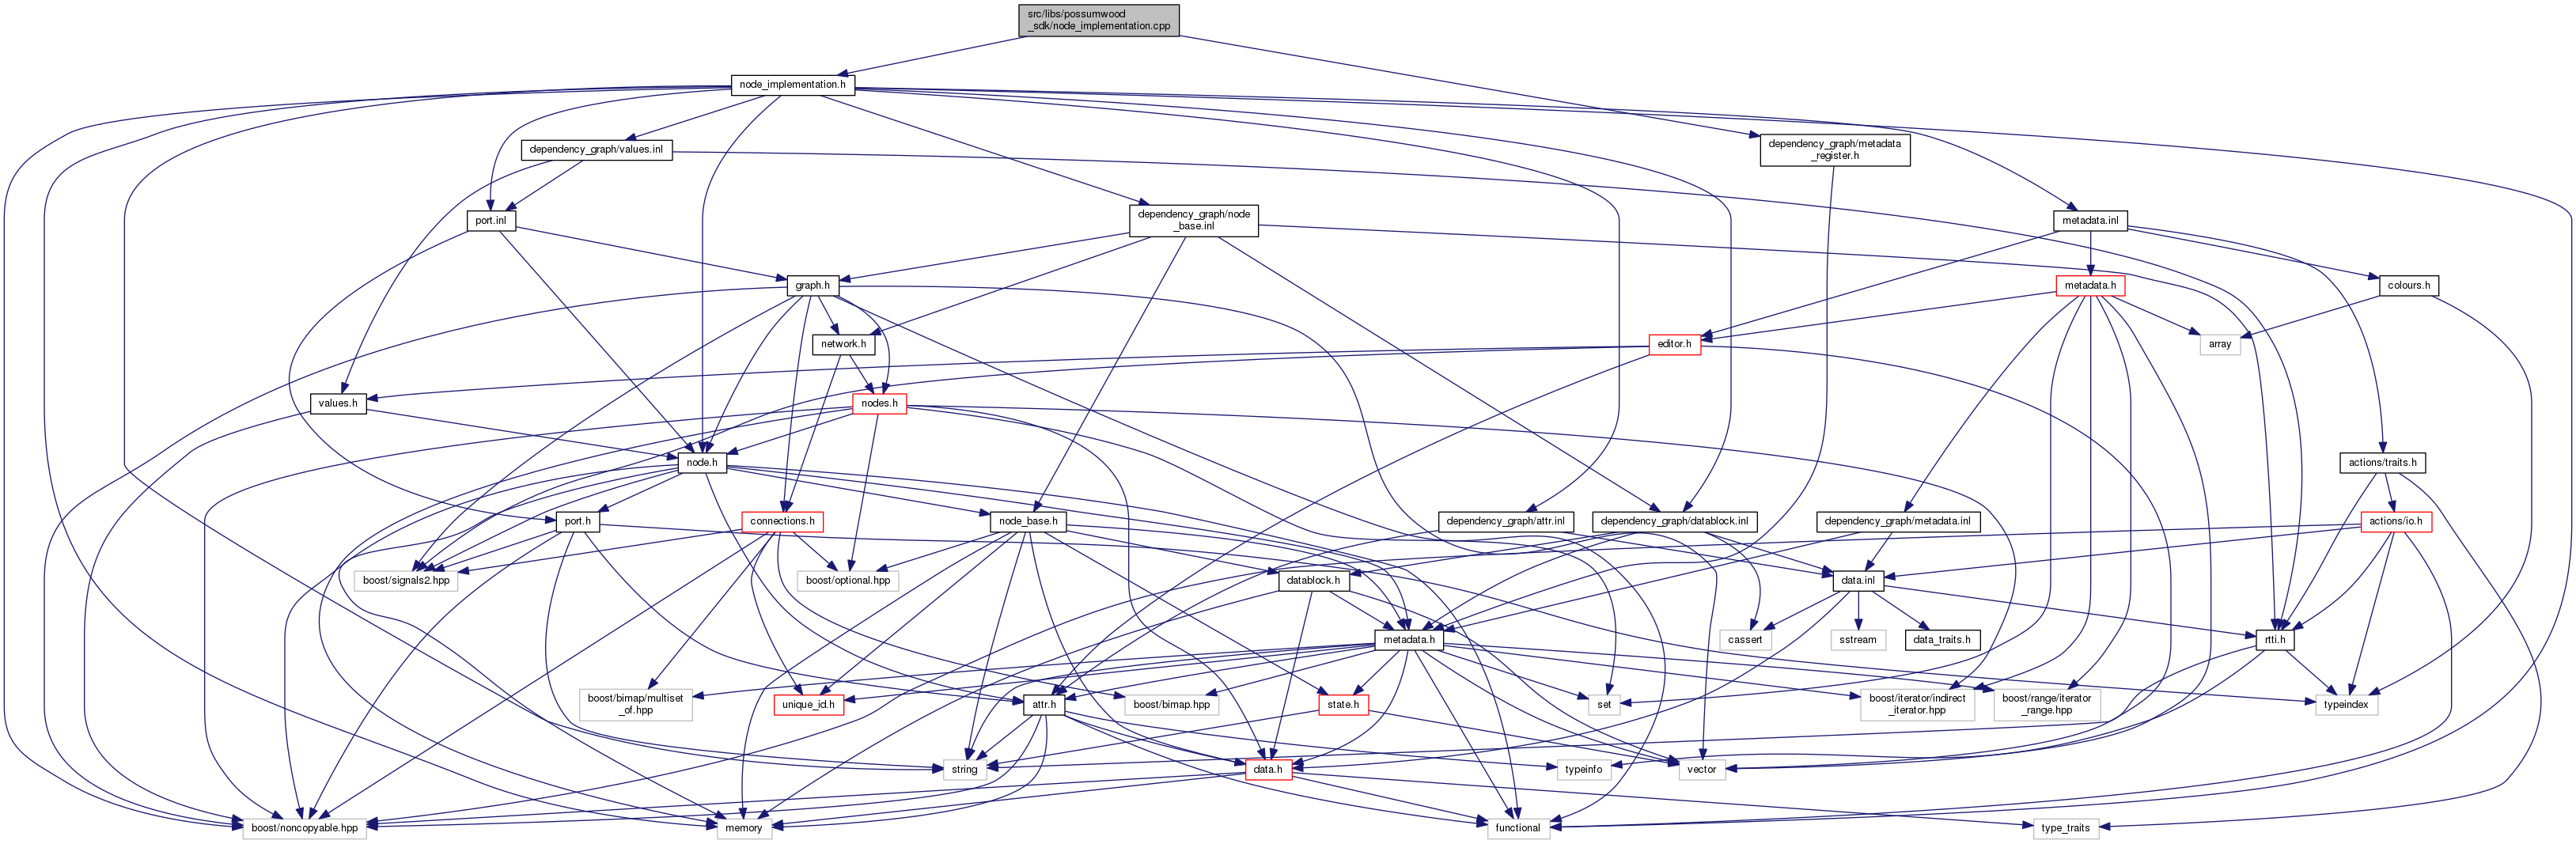 src/libs/possumwood
_sdk/node_implementation.cpp
node_implementation.h
dependency_graph/values.inl
dependency_graph/metadata
_register.h
port.inl
dependency_graph/node
_base.inl
metadata.inl
graph.h
metadata.h
colours.h
network.h
editor.h
array
values.h
nodes.h
node.h
actions/traits.h
port.h
connections.h
node_base.h
dependency_graph/attr.inl
dependency_graph/datablock.inl
dependency_graph/metadata.inl
actions/io.h
boost/signals2.hpp
boost/optional.hpp
datablock.h
data.inl
cassert
sstream
data_traits.h
metadata.h
rtti.h
boost/bimap/multiset
_of.hpp
unique_id.h
attr.h
boost/bimap.hpp
state.h
set
boost/iterator/indirect
_iterator.hpp
boost/range/iterator
_range.hpp
typeindex
string
data.h
typeinfo
vector
boost/noncopyable.hpp
memory
functional
type_traits